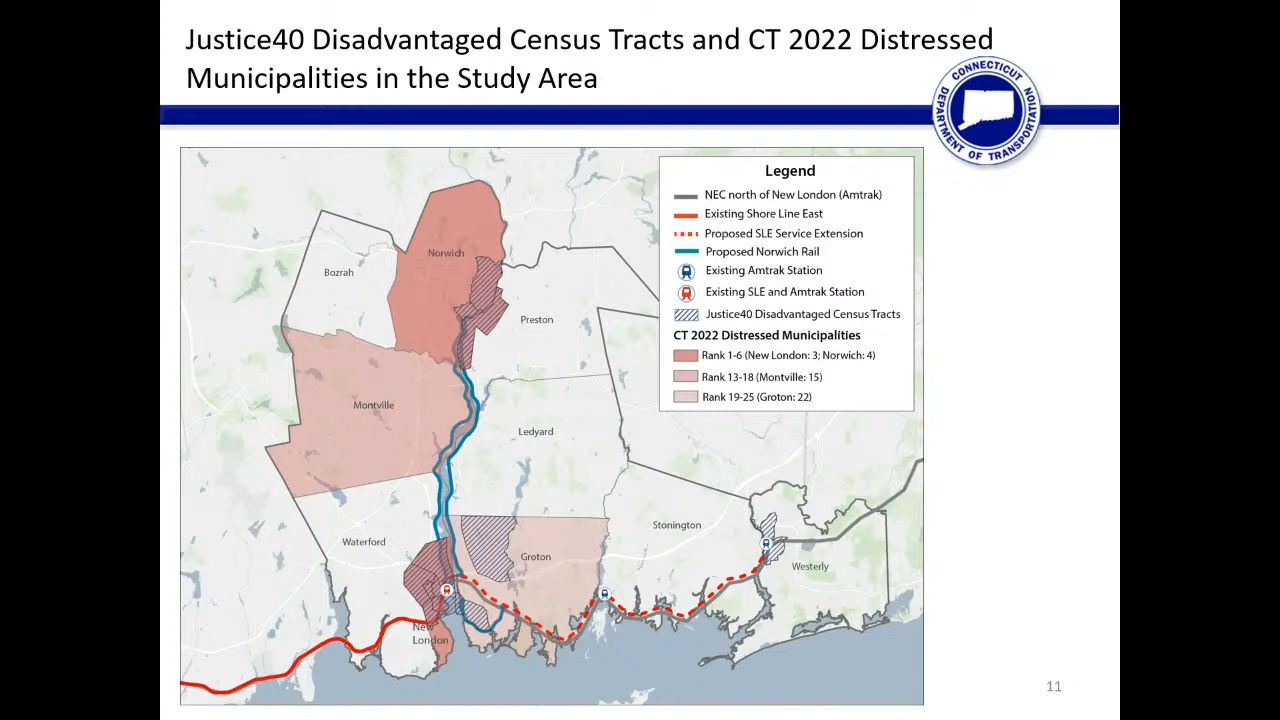 Justice40 Disadvantaged Census Tracts and CT 2022 Distressed
Municipalities in the Study Area
CONNECTICUT
DEPARTMENT OF TRANSPORTATION
Legend
NEC north of New London (Amtrak)
Existing Shore Line East
Proposed SLE Service Extension
Proposed Norwich Rail
Existing Amtrak Station
Existing SLE and Amtrak Station
Justice40 Disadvantaged Census Tracts
CT 2022 Distressed Municipalities
Rank 1-6 (New London: 3; Norwich: 4)
Rank 13-18 (Montville: 15)
Rank 19-25 (Groton: 22)
Norwich
Bozrah
Preston
Montville
Ledyard
Stonington
Waterford
Groton
Westerly
New
London
11